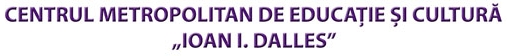 CENTRUL METROPOLITAN DE EDUCAȚIE ȘI CULTURĂ
„IOAN I. DALLES”